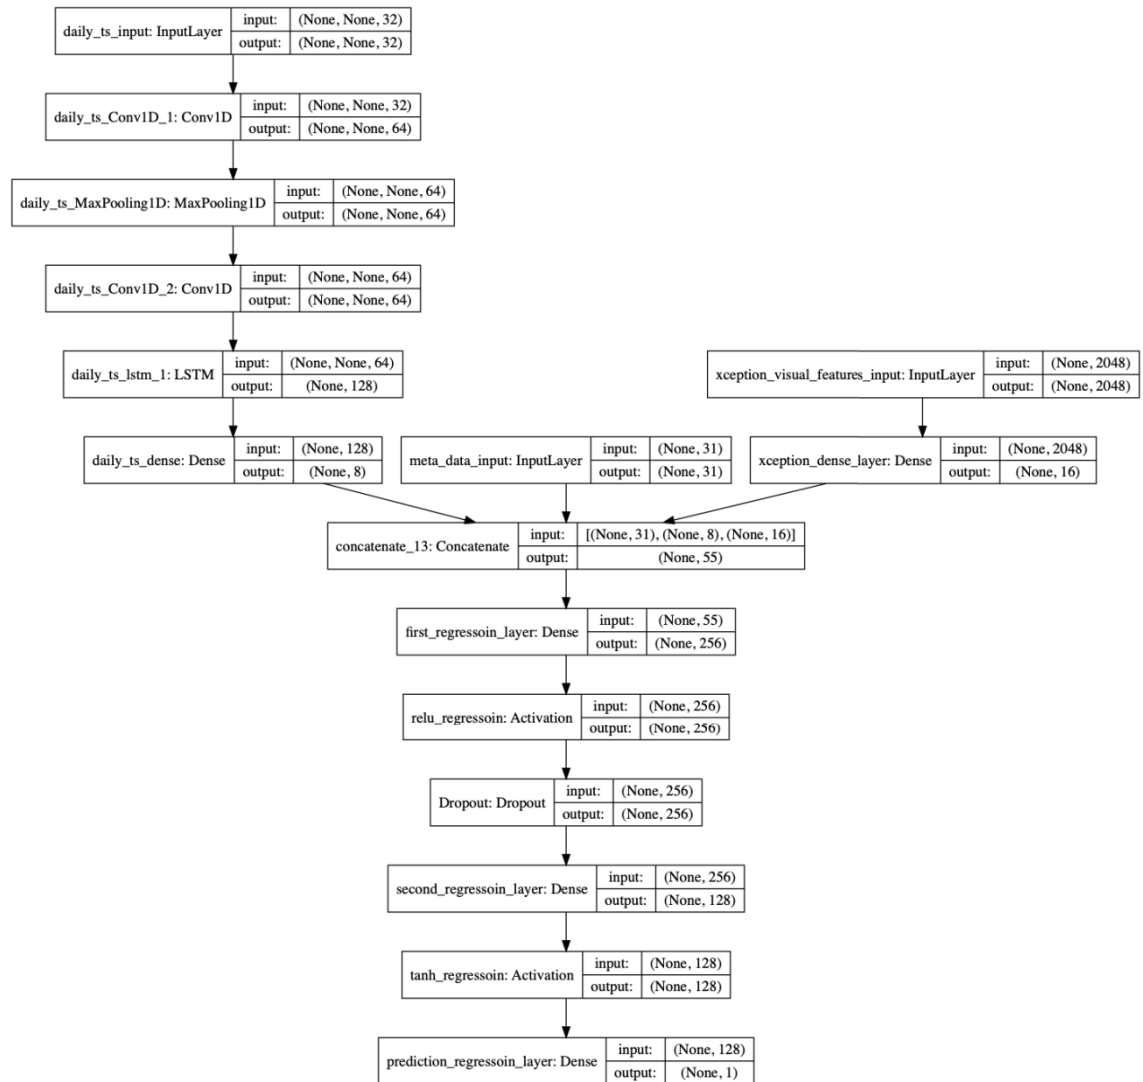 daily_ts_input: InputLayer
input: (None, None, 32)
output: (None, None, 32)
daily_ts_Conv1D_1: Conv1D
input: (None, None, 32)
output: (None, None, 64)
daily_ts_MaxPooling1D: MaxPooling1D
input: (None, None, 64)
output: (None, None, 64)
daily_ts_Conv1D_2: Conv1D
input: (None, None, 64)
output: (None, None, 64)
daily_ts_lstm_1: LSTM
input: (None, None, 64)
output: (None, 128)
xception_visual_features_input: InputLayer
input: (None, 2048)
output: (None, 2048)
daily_ts_dense: Dense
input: (None, 128)
output: (None, 8)
meta_data_input: InputLayer
input: (None, 31)
output: (None, 31)
xception_dense_layer: Dense
input: (None, 2048)
output: (None, 16)
concatenate_13: Concatenate
input: [(None, 31), (None, 8), (None, 16)]
output: (None, 55)
first_regressoin_layer: Dense
input: (None, 55)
output: (None, 256)
relu_regressoin: Activation
input: (None, 256)
output: (None, 256)
Dropout: Dropout
input: (None, 256)
output: (None, 256)
second_regressoin_layer: Dense
input: (None, 256)
output: (None, 128)
tanh_regressoin: Activation
input: (None, 128)
output: (None, 128)
prediction_regressoin_layer: Dense
input: (None, 128)
output: (None, 1)